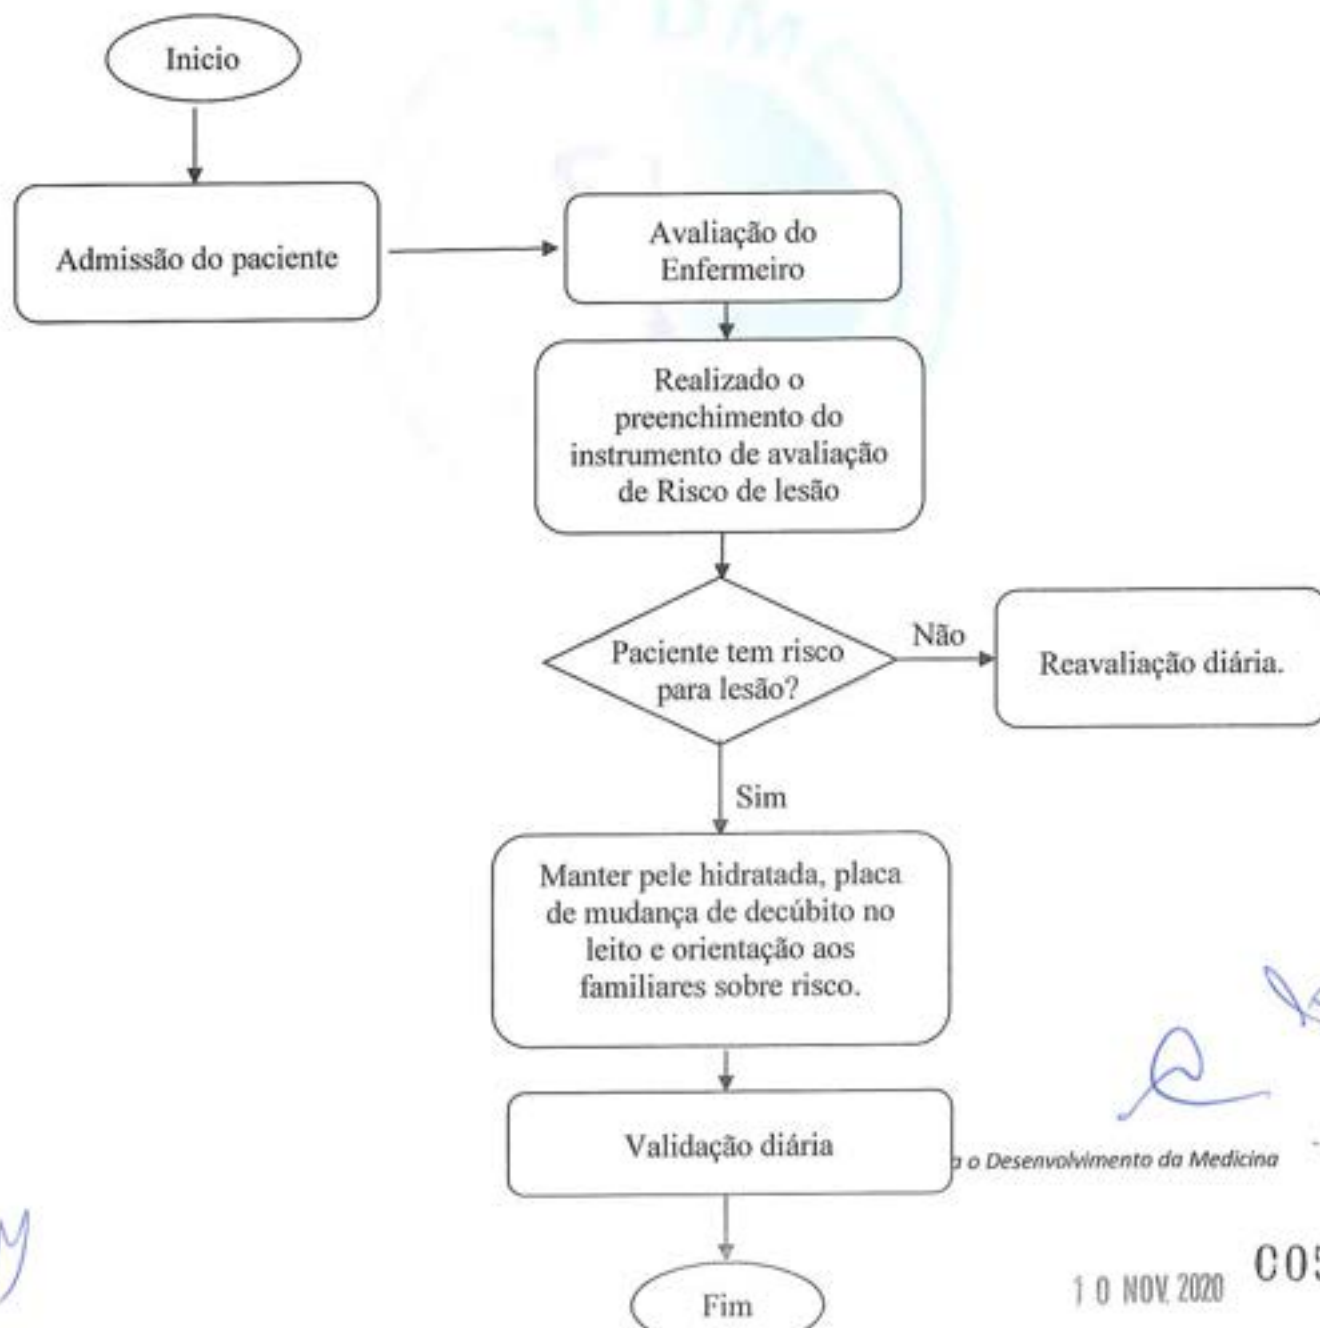 Inicio
Admissão do paciente
Avaliação do
Enfermeiro
Realizado o
preenchimento do
instrumento de avaliação
de Risco de lesão
Paciente tem risco
para lesão?
Não
Reavaliação diária.
Sim
Manter pele hidratada, placa
de mudança de decúbito no
leito e orientação aos
familiares sobre risco.
Validação diária
a o Desenvolvimento da Medicina
Fim
10 NOV. 2020
C05